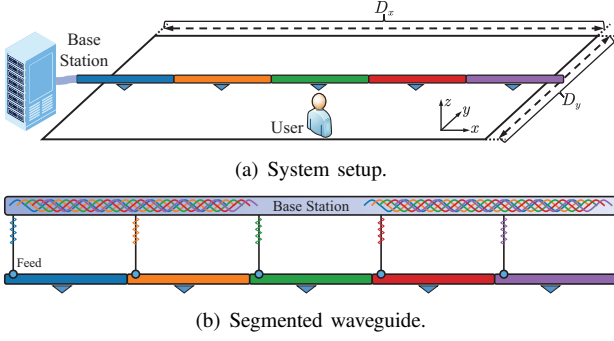 D_x
Base
Station
D_y
User
z
y
x
(a) System setup.
Base Station
Feed
(b) Segmented waveguide.